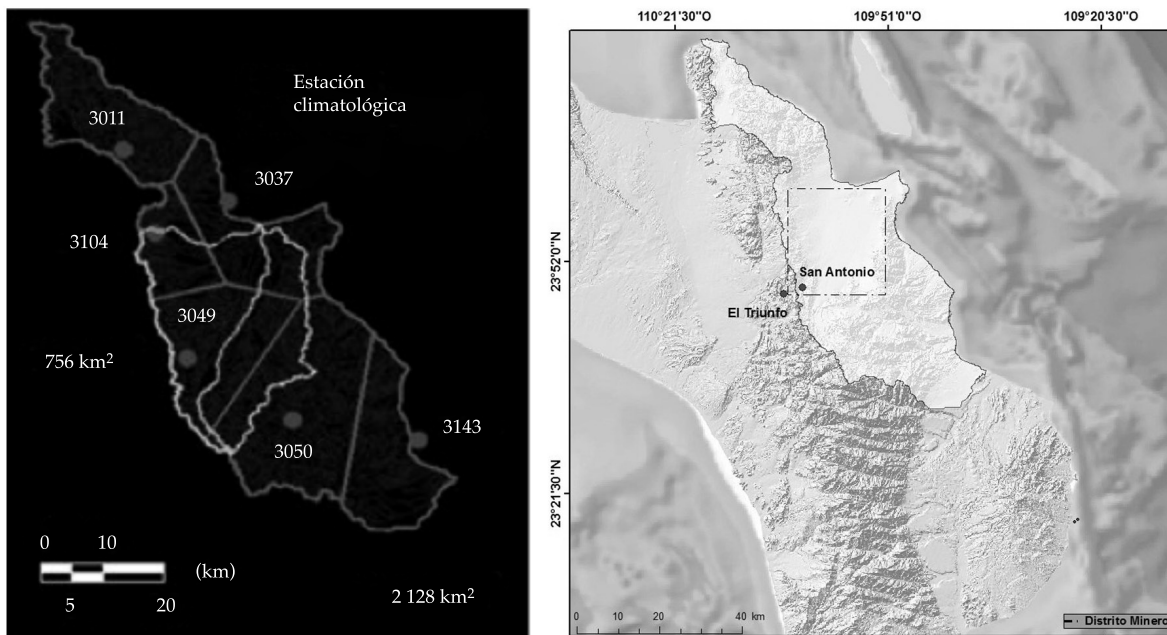 Estación
climatológica
3011
3037
3104
3049
756 km²
3143
3050
0 10
(km)
5 20
2 128 km²
110°21'30"O 109°51'0"O 109°20'30"O
23°52'0"N
23°21'30"N
San Antonio
El Triunfo
0 10 20 40 km
Distrito Minero